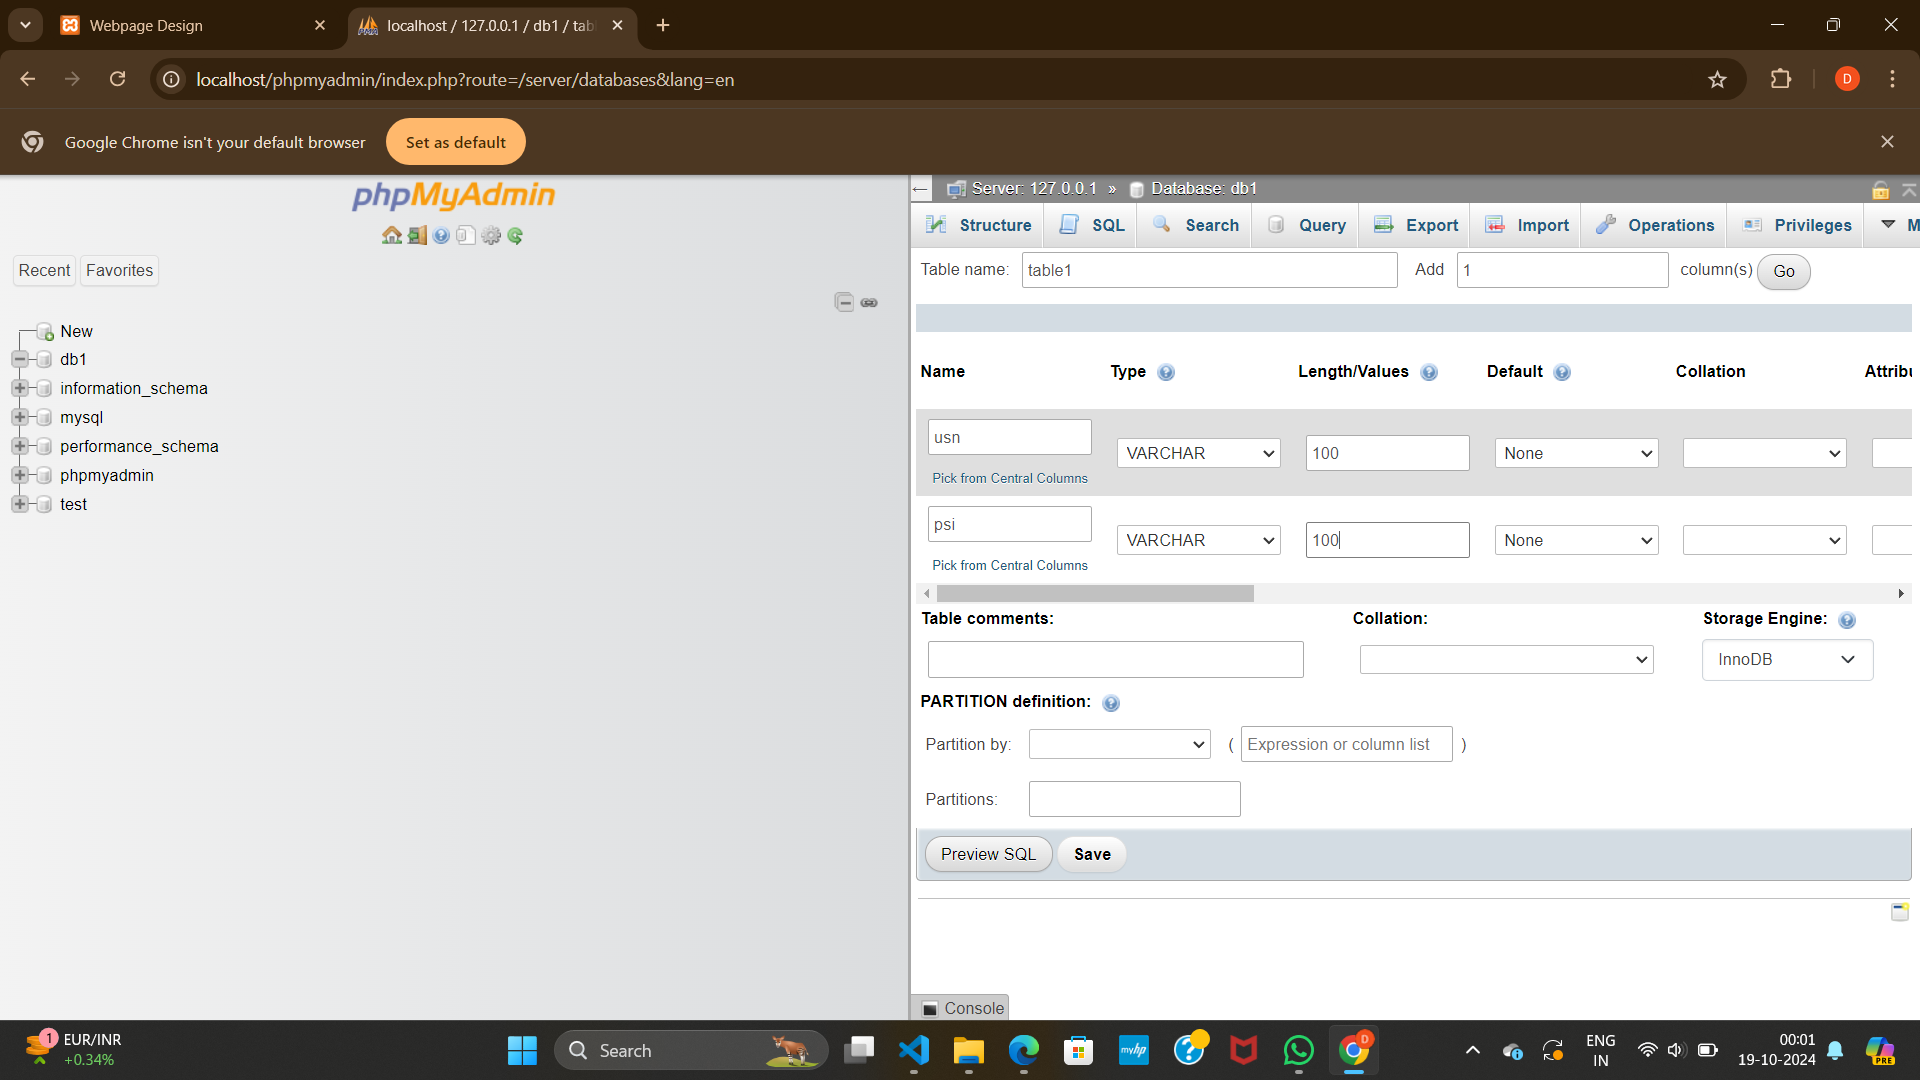 Webpage Design
localhost / 127.0.0.1 / db1 / tab
localhost/phpmyadmin/index.php?route=/server/databases&lang=en
D
Google Chrome isn't your default browser
Set as default
phpMyAdmin
Recent
Favorites
New
db1
information_schema
mysql
performance_schema
phpmyadmin
test
Server: 127.0.0.1 » Database: db1
Structure
SQL
Search
Query
Export
Import
Operations
Privileges
M
Table name: table1 Add 1 column(s) Go
Name Type Length/Values Default Collation Attribu
usn VARCHAR 100 None
Pick from Central Columns
psi VARCHAR 100 None
Pick from Central Columns
Table comments: Collation: Storage Engine:
InnoDB
PARTITION definition:
Partition by: ( Expression or column list )
Partitions:
Preview SQL Save
Console
1
EUR/INR
+0.34%
Search
myhp
D
ENG
IN
00:01
19-10-2024
PRE